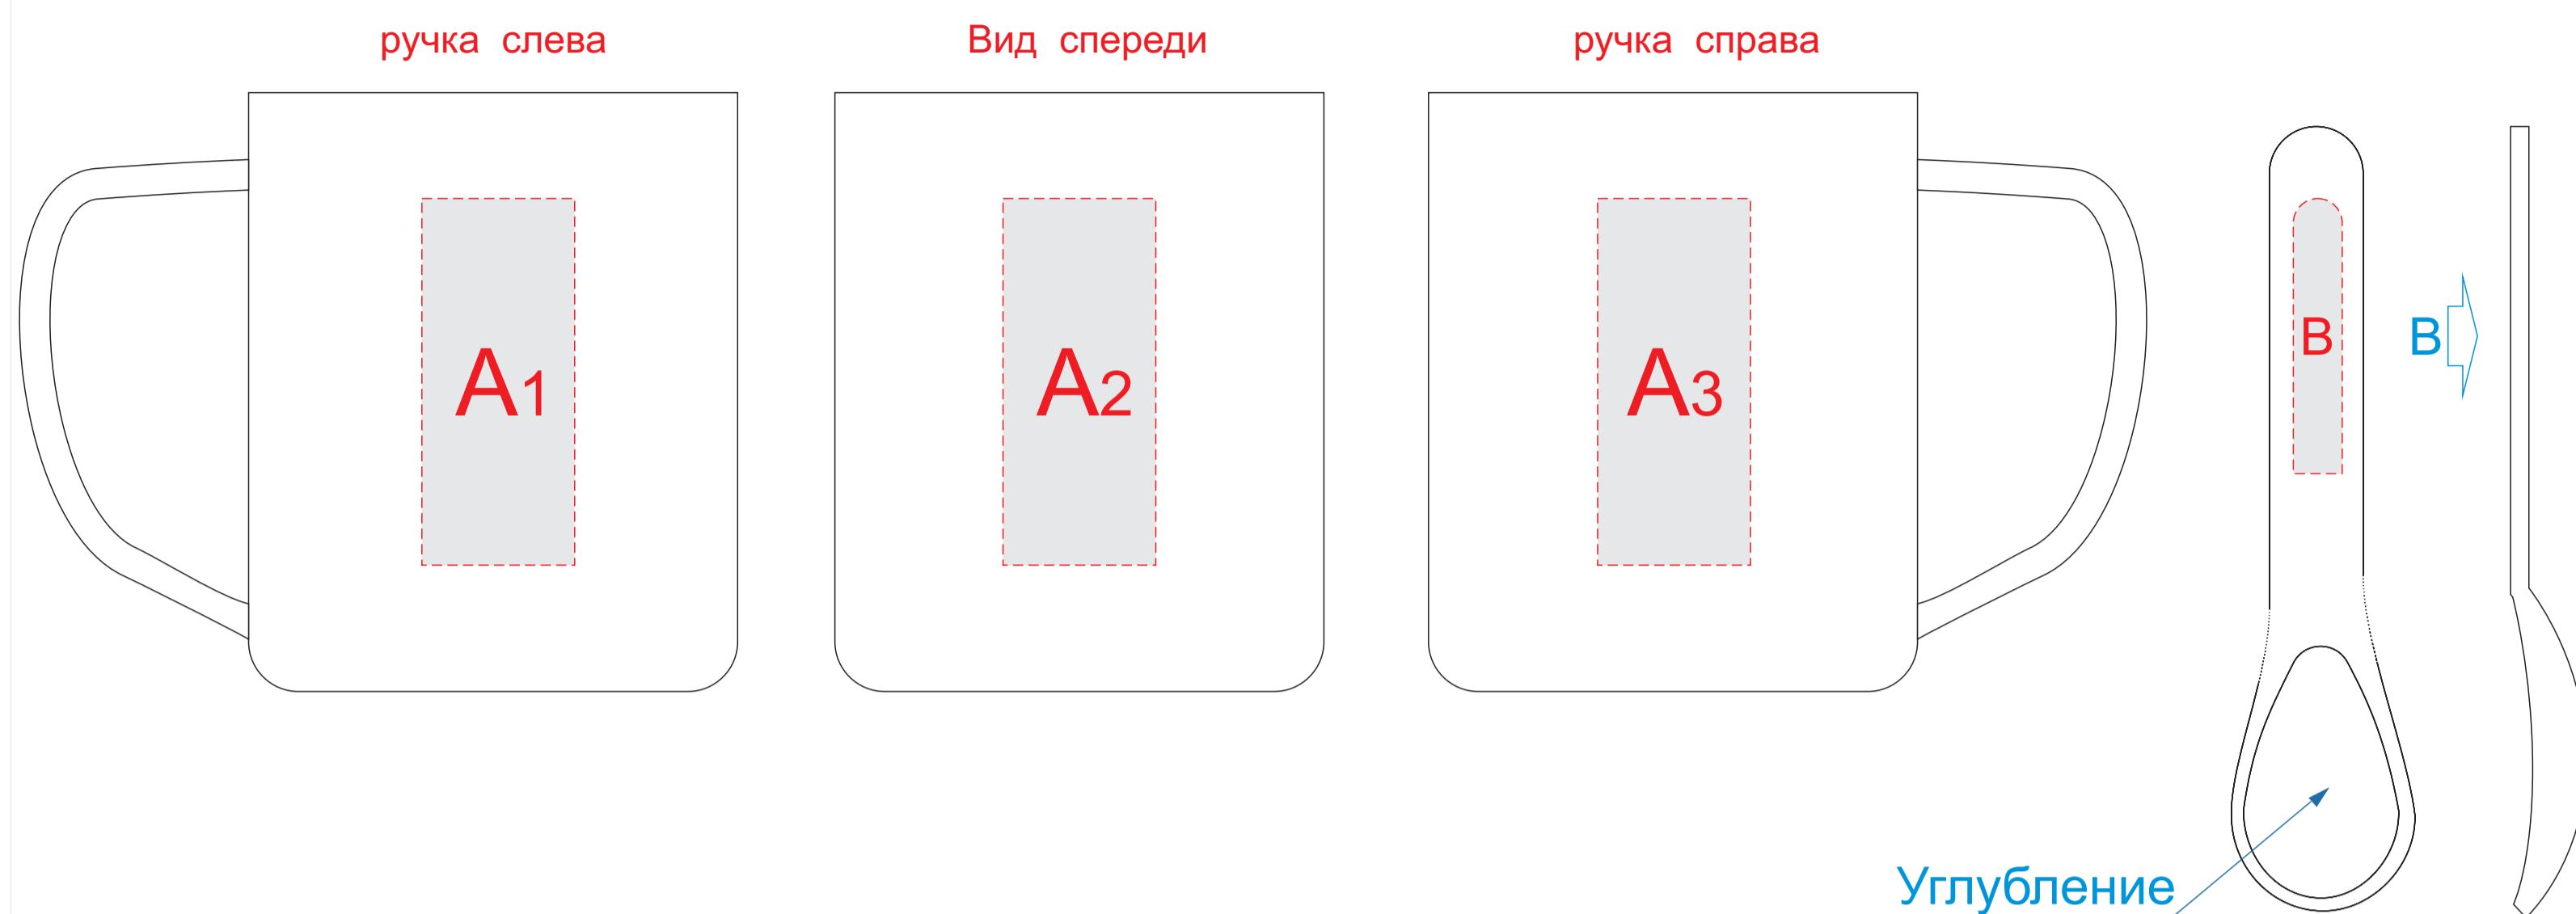 ручка слева
Вид спереди
ручка справа
A1
A2
A3
B
B
Углубление